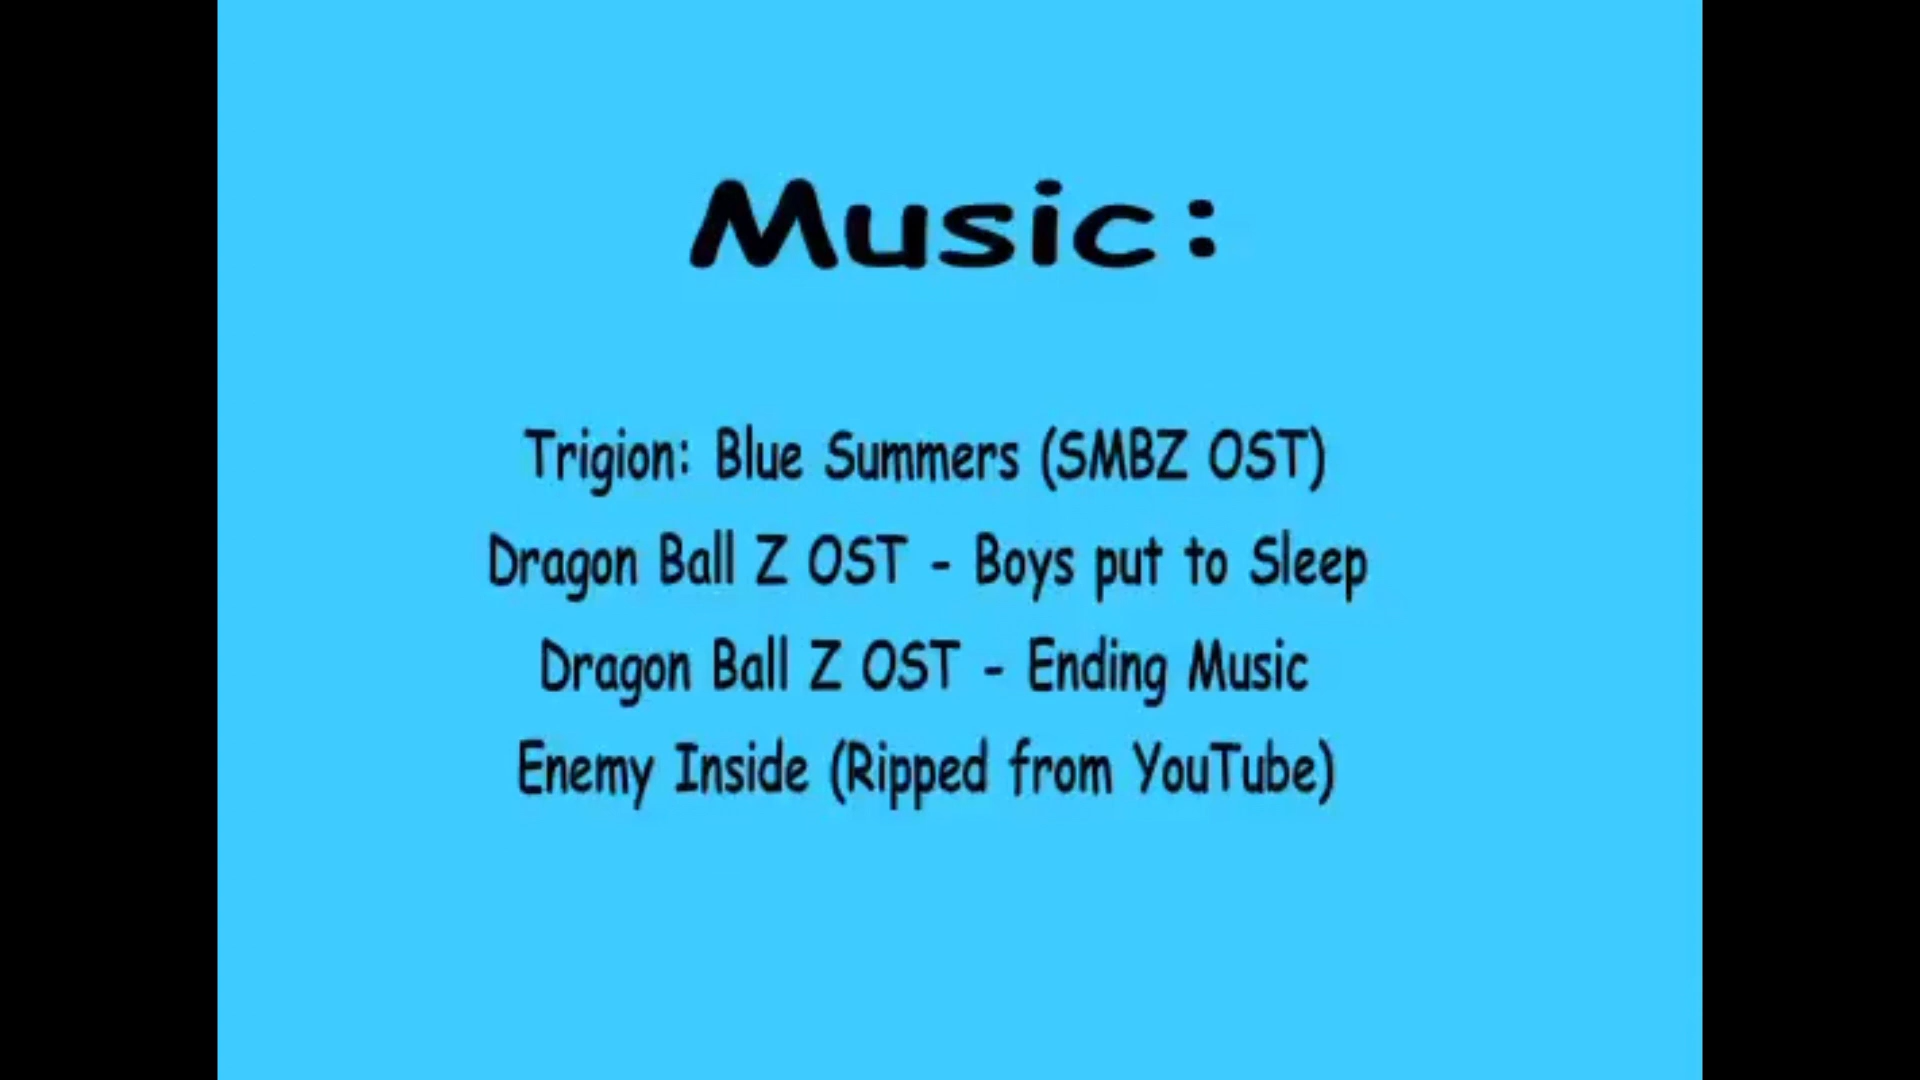 Music:
Trigion: Blue Summers (SMBZ OST)
Dragon Ball Z OST - Boys put to Sleep
Dragon Ball Z OST - Ending Music
Enemy Inside (Ripped from YouTube)